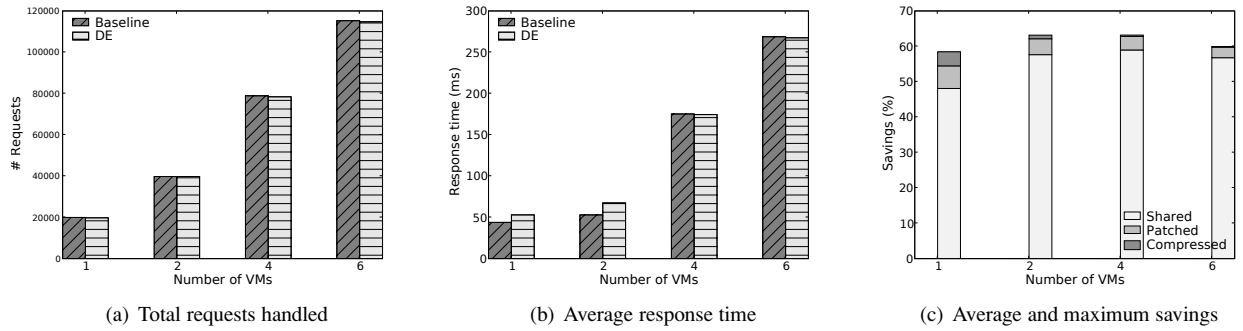 120000
100000
80000
60000
40000
20000
0
# Requests
Baseline
DE
1 2 4 6
Number of VMs
(a) Total requests handled
300
250
200
150
100
50
0
Response time (ms)
Baseline
DE
1 2 4 6
Number of VMs
(b) Average response time
70
60
50
40
30
20
10
0
Savings (%)
Shared
Patched
Compressed
1 2 4 6
Number of VMs
(c) Average and maximum savings